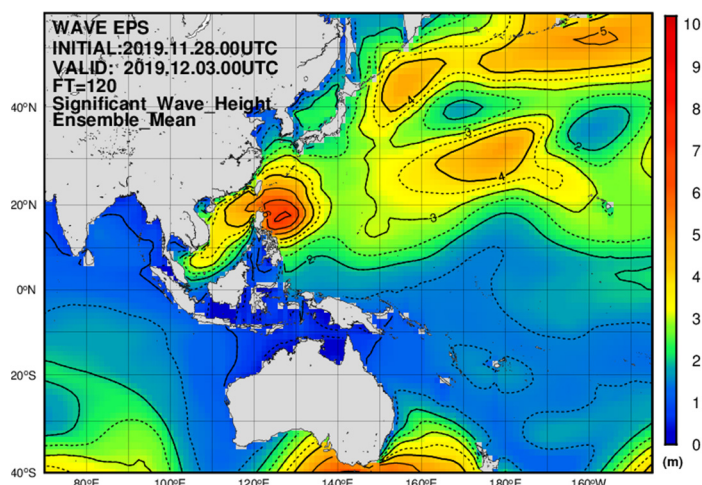 WAVE EPS
INITIAL:2019.11.28.00UTC
VALID: 2019.12.03.00UTC
FT=120
Significant_Wave_Height
Ensemble_Mean
40°N
20°N
0°N
20°S
40°S
80°E 100°E 120°E 140°E 160°E 180°E 160°W
10
9
8
7
6
5
4
3
2
1
0
(m)
5
4
3
2
4
3
2